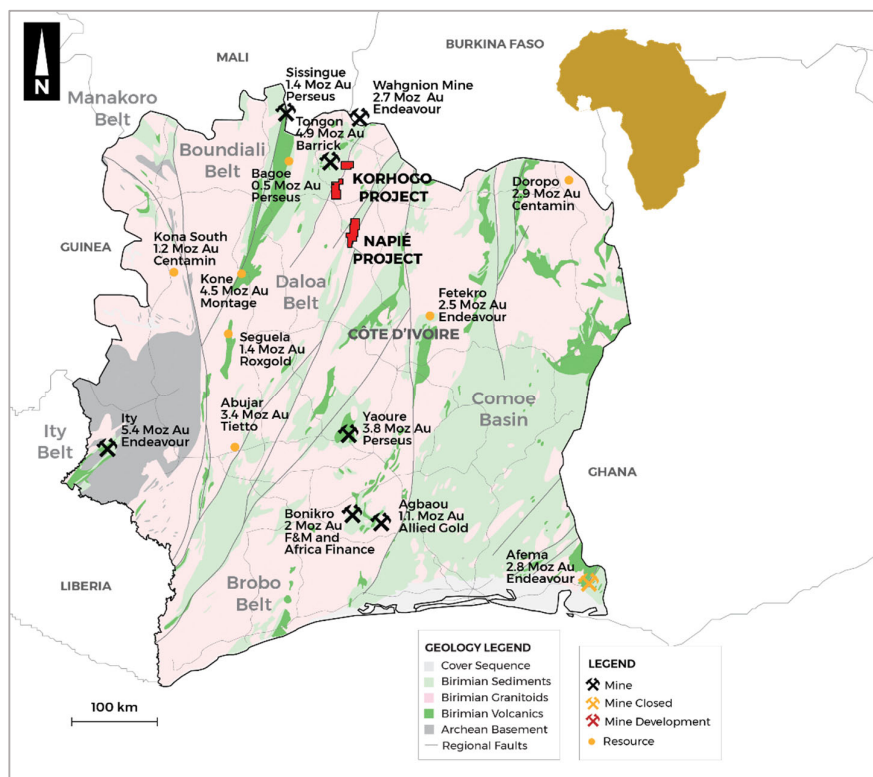 N
MALI
BURKINA FASO
Manakoro
Belt
Sissingue
1.4 Moz Au
Perseus
Wahgnion Mine
2.7 Moz Au
Endeavour
Tongon
4.9 Moz Au
Barrick
Boundiali
Belt
Bagoe
0.5 Moz Au
Perseus
KORHOGO
PROJECT
Doropo
2.9 Moz Au
Centamin
GUINEA
Kona South
1.2 Moz Au
Centamin
NAPIÉ
PROJECT
Kone
4.5 Moz Au
Montage
Daloa
Belt
Fetekro
2.5 Moz Au
Endeavour
CÔTE D'IVOIRE
Seguela
1.4 Moz Au
Roxgold
Comoe
Basin
Abujar
3.4 Moz Au
Tietto
Ity
Belt
Ity
5.4 Moz Au
Endeavour
Yaoure
3.8 Moz Au
Perseus
GHANA
Bonikro
2 Moz Au
F&M and
Africa Finance
Agbaou
1.1. Moz Au
Allied Gold
Afema
2.8 Moz Au
Endeavour
LIBERIA
Brobo
Belt
100 km
GEOLOGY LEGEND
Cover Sequence
Birimian Sediments
Birimian Granitoids
Birimian Volcanics
Archean Basement
Regional Faults
LEGEND
Mine
Mine Closed
Mine Development
Resource